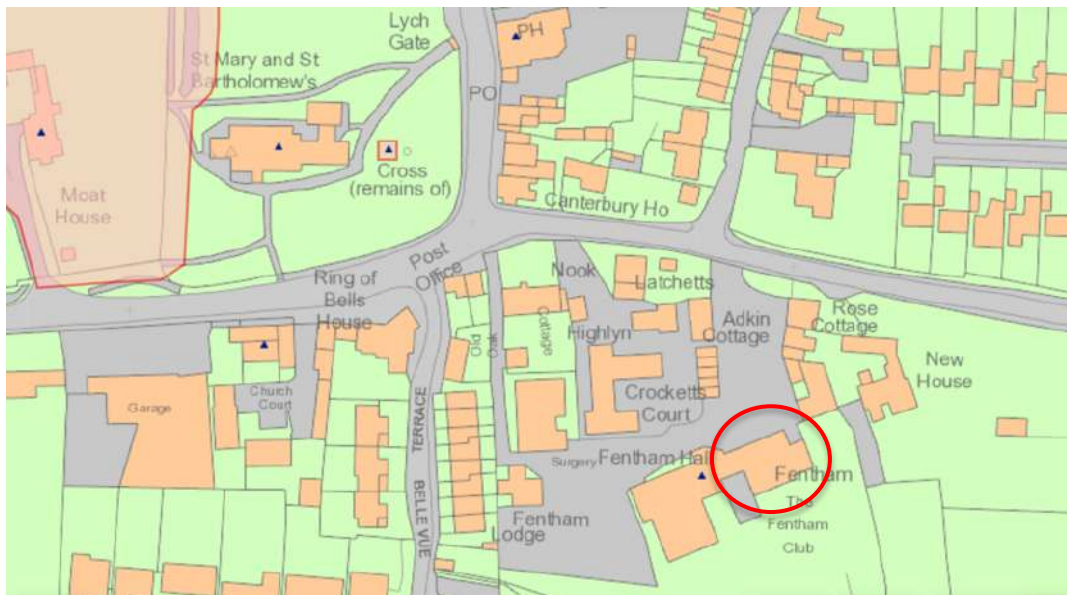 Lych
Gate
PH
St Mary and St
Bartholomew's
PO
Cross
(remains of)
Moat
House
Canterbury Ho
Post
Office
Ring of
Bells
House
Nook
Latchetts
Old
Oak
Cottage
Highlyn
Adkin
Cottage
Rose
Cottage
New
House
Church
Court
Garage
Crocketts
Court
TERRACE
BELLE VUE
Surgery
Fentham Hall
Fentham
The
Fentham
Club
Fentham
Lodge